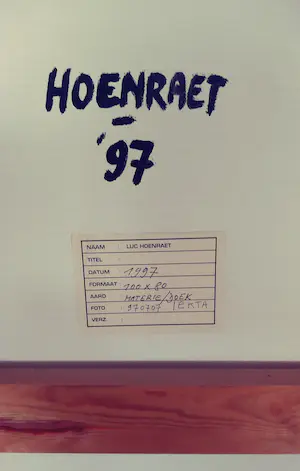 HOENRAET
'97
NAAM : LUC HOENRAET
TITEL :
DATUM : 1997
FORMAAT : 100 x 80
AARD : MATERIE/DOEK
FOTO : 970707 / EKTA
VERZ. :